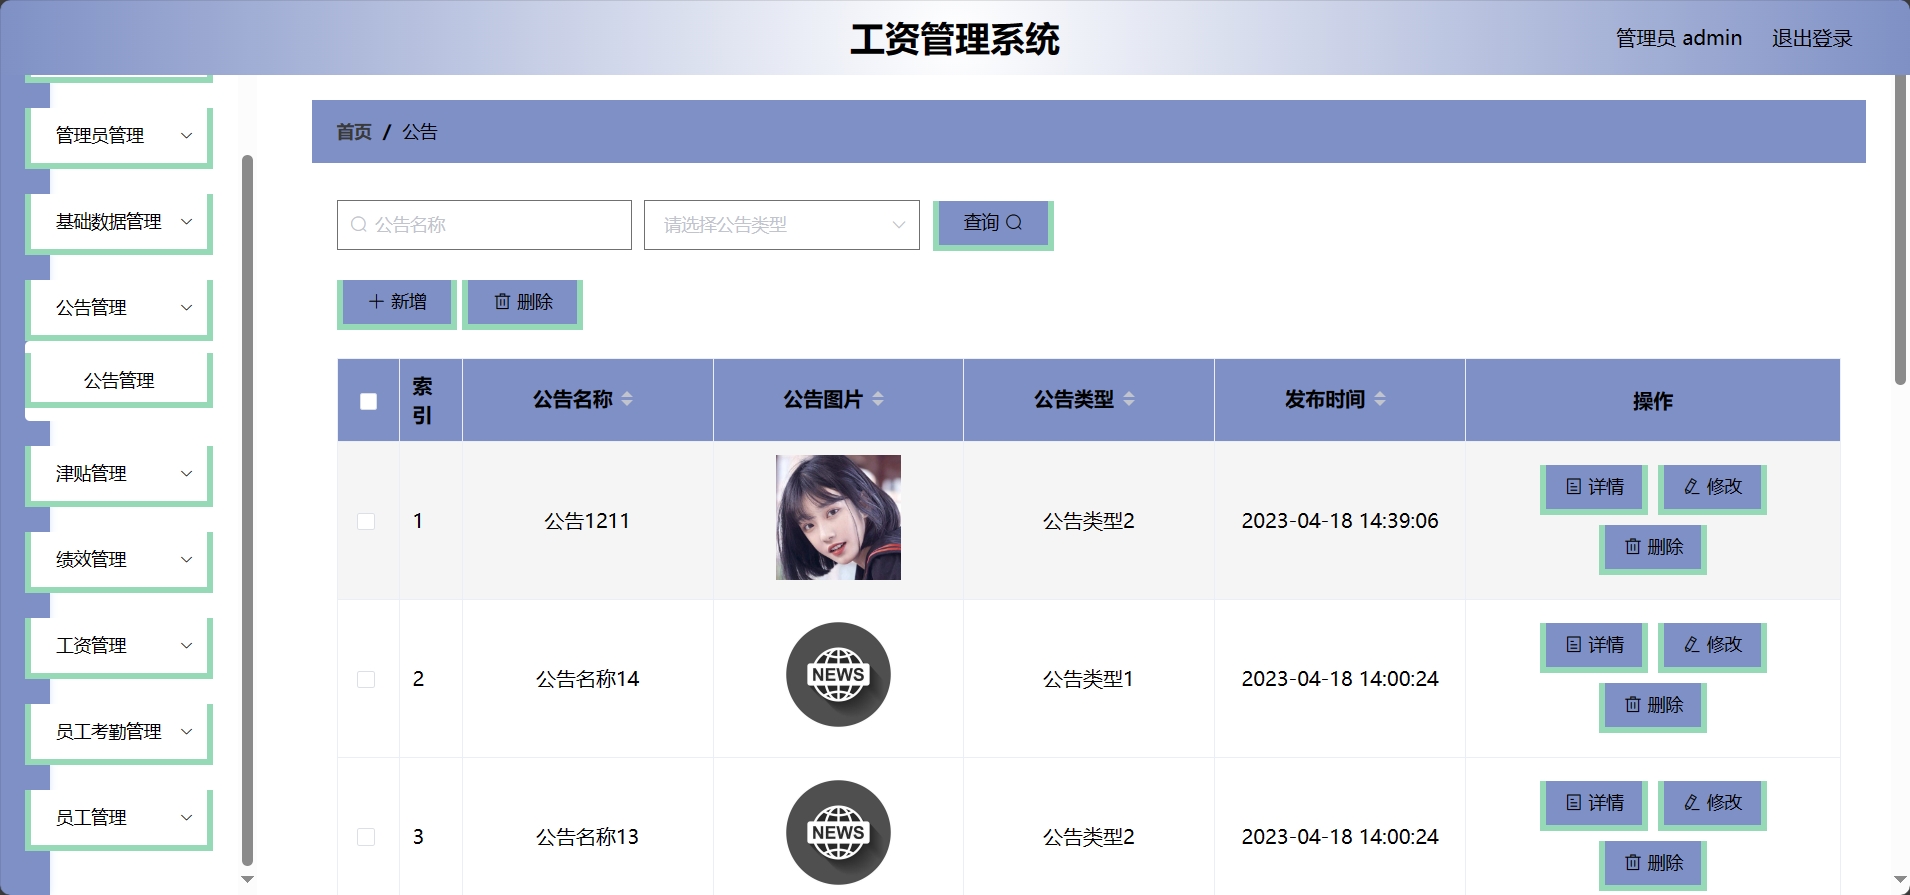 工资管理系统
管理员 admin 退出登录
管理员管理
基础数据管理
公告管理
公告管理
津贴管理
绩效管理
工资管理
员工考勤管理
员工管理
首页 / 公告
公告名称 请选择公告类型 查询
新增 删除
索引 公告名称 公告图片 公告类型 发布时间 操作
1 公告1211 公告类型2 2023-04-18 14:39:06 详情 修改
删除
2 公告名称14 NEWS 公告类型1 2023-04-18 14:00:24 详情 修改
删除
3 公告名称13 NEWS 公告类型2 2023-04-18 14:00:24 详情 修改
删除